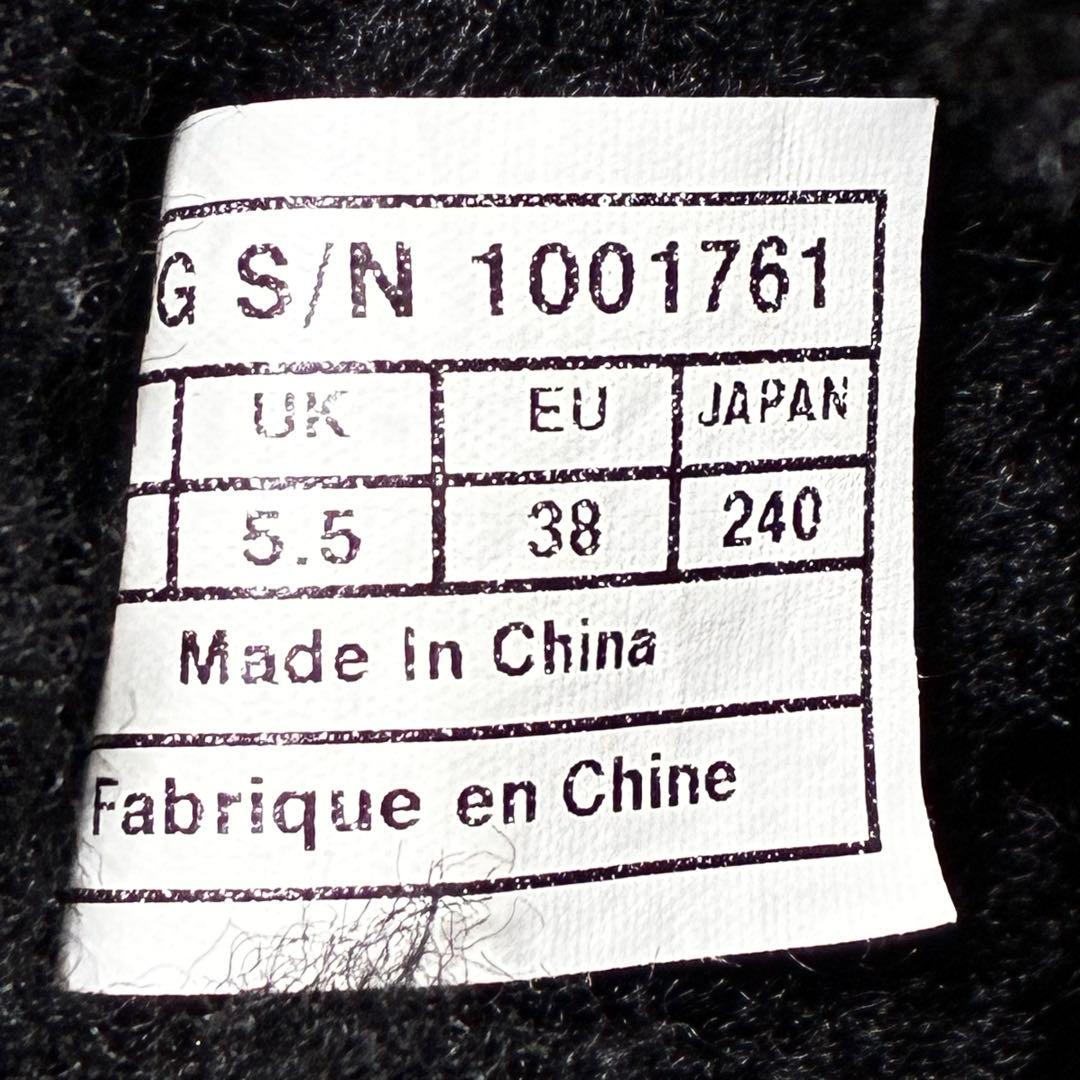 G S/N 1001761
UK EU JAPAN
5.5 38 240
Made In China
Fabrique en Chine